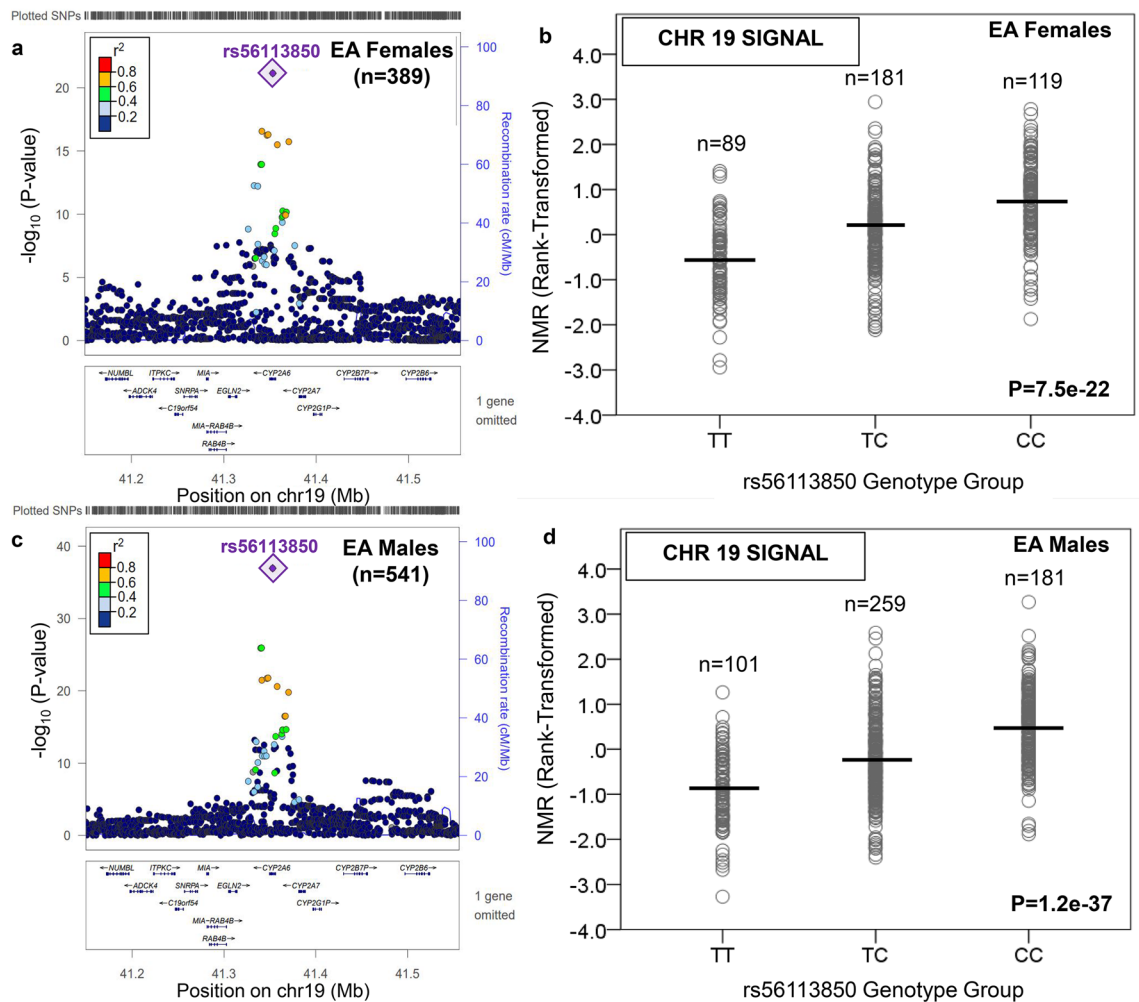 Plotted SNPs
a
r²
0.8
0.6
0.4
0.2
rs56113850
EA Females
(n=389)
20
15
10
5
0
-log10 (P-value)
100
80
60
40
20
0
Recombination rate (cM/Mb)
←NUMBL
ITPKC→
MIA→
←CYP2A6
CYP2B7P→
CYP2B6→
←ADCK4
SNRPA→
EGLN2→
←CYP2A7
←C19orf54
CYP2G1P→
MIA-RAB4B→
RAB4B→
1 gene
omitted
41.2
41.3
41.4
41.5
Position on chr19 (Mb)
b
CHR 19 SIGNAL
EA Females
4.0
3.0
2.0
1.0
.0
-1.0
-2.0
-3.0
-4.0
NMR (Rank-Transformed)
n=89
n=181
n=119
P=7.5e-22
TT
TC
CC
rs56113850 Genotype Group
Plotted SNPs
c
r²
0.8
0.6
0.4
0.2
rs56113850
EA Males
(n=541)
40
30
20
10
0
-log10 (P-value)
100
80
60
40
20
0
Recombination rate (cM/Mb)
←NUMBL
ITPKC→
MIA→
←CYP2A6
CYP2B7P→
CYP2B6→
←ADCK4
SNRPA→
EGLN2→
←CYP2A7
←C19orf54
CYP2G1P→
MIA-RAB4B→
RAB4B→
1 gene
omitted
41.2
41.3
41.4
41.5
Position on chr19 (Mb)
d
CHR 19 SIGNAL
EA Males
4.0
3.0
2.0
1.0
.0
-1.0
-2.0
-3.0
-4.0
NMR (Rank-Transformed)
n=101
n=259
n=181
P=1.2e-37
TT
TC
CC
rs56113850 Genotype Group